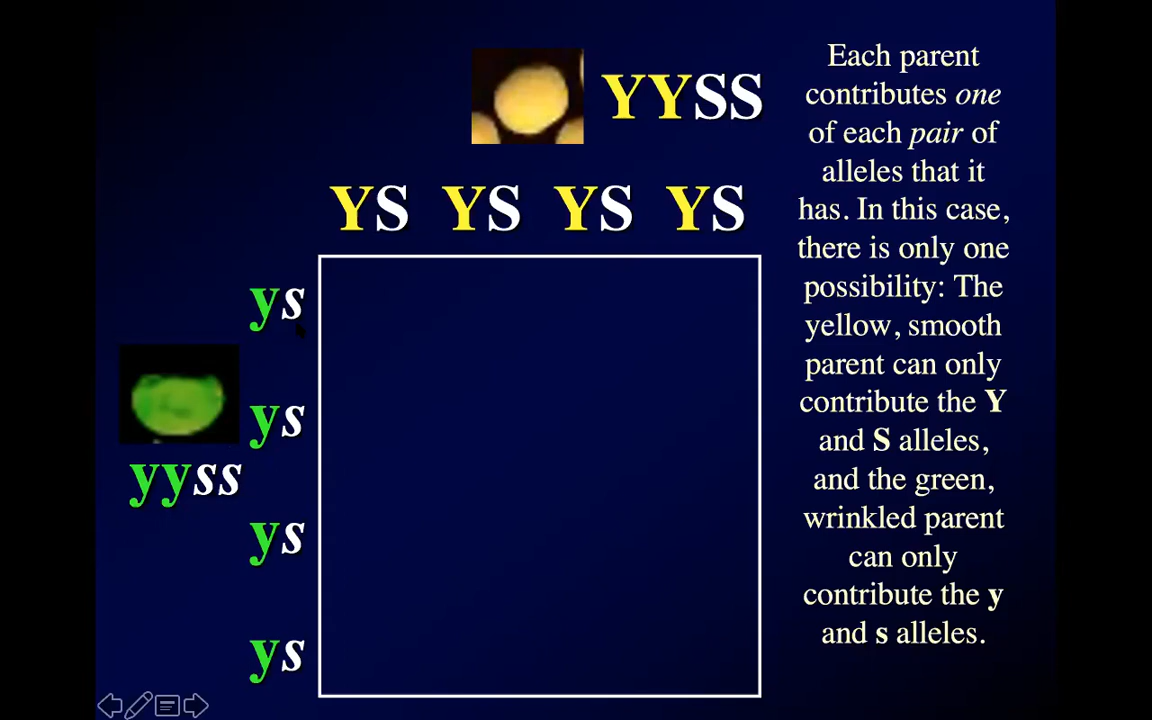 YYSS
YS YS YS YS
ys
ys
yyss
ys
ys
Each parent
contributes one
of each pair of
alleles that it
has. In this case,
there is only one
possibility: The
yellow, smooth
parent can only
contribute the Y
and S alleles,
and the green,
wrinkled parent
can only
contribute the y
and s alleles.